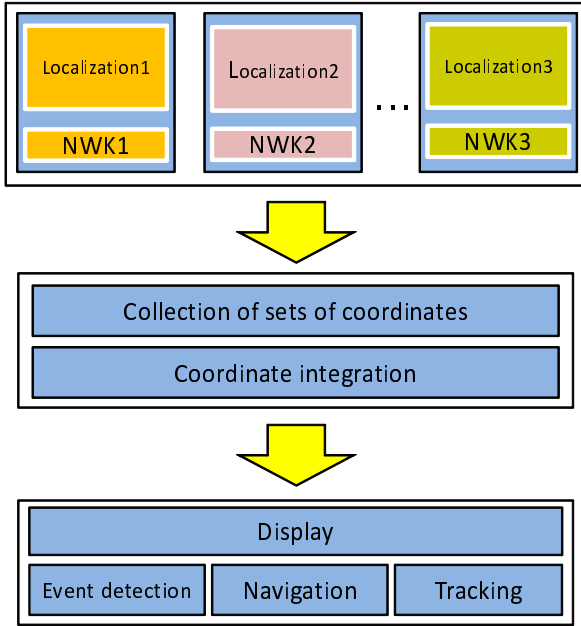 Localization1
Localization2
Localization3
...
NWK1
NWK2
NWK3
Collection of sets of coordinates
Coordinate integration
Display
Event detection
Navigation
Tracking